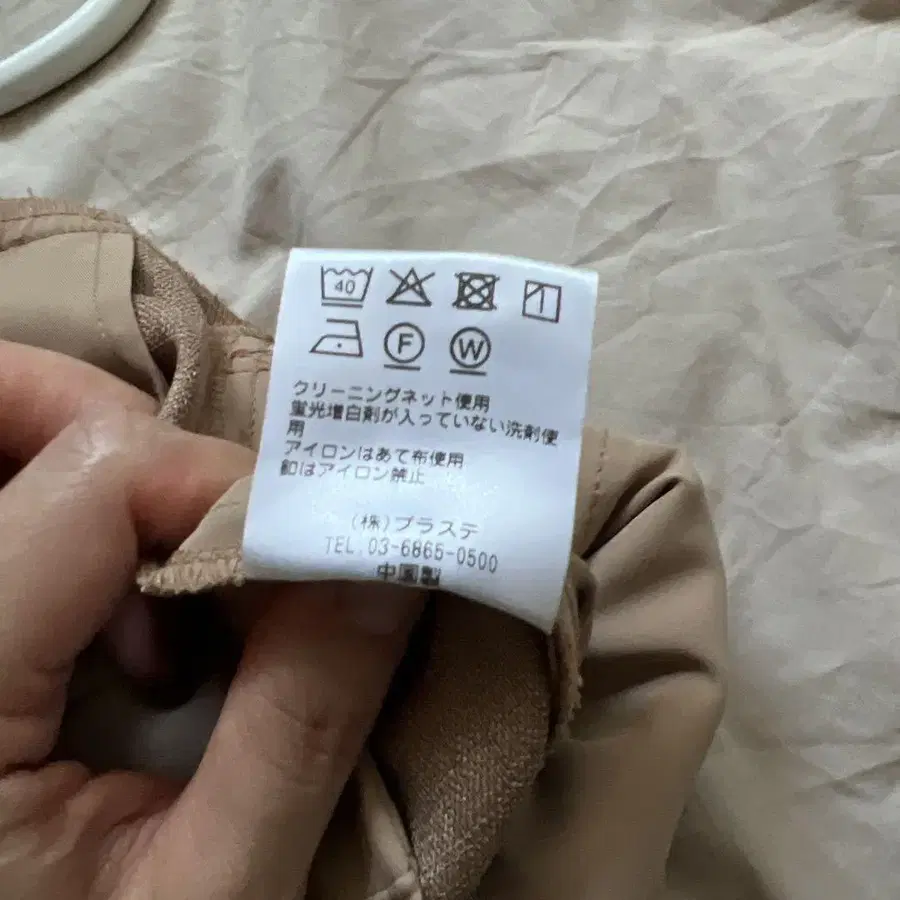 40
F W
クリーニングネット使用
蛍光増白剤が入っていない洗剤使
用
アイロンはあて布使用
釦はアイロン禁止
(株)プラステ
TEL.03-6865-0500
中国製